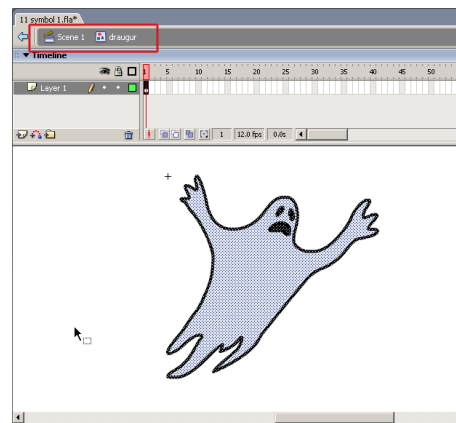 11 symbol 1.fla*
Scene 1 draugur
Timeline
1 5 10 15 20 25 30 35 40 45 50
Layer 1
1 12.0 fps 0.0s